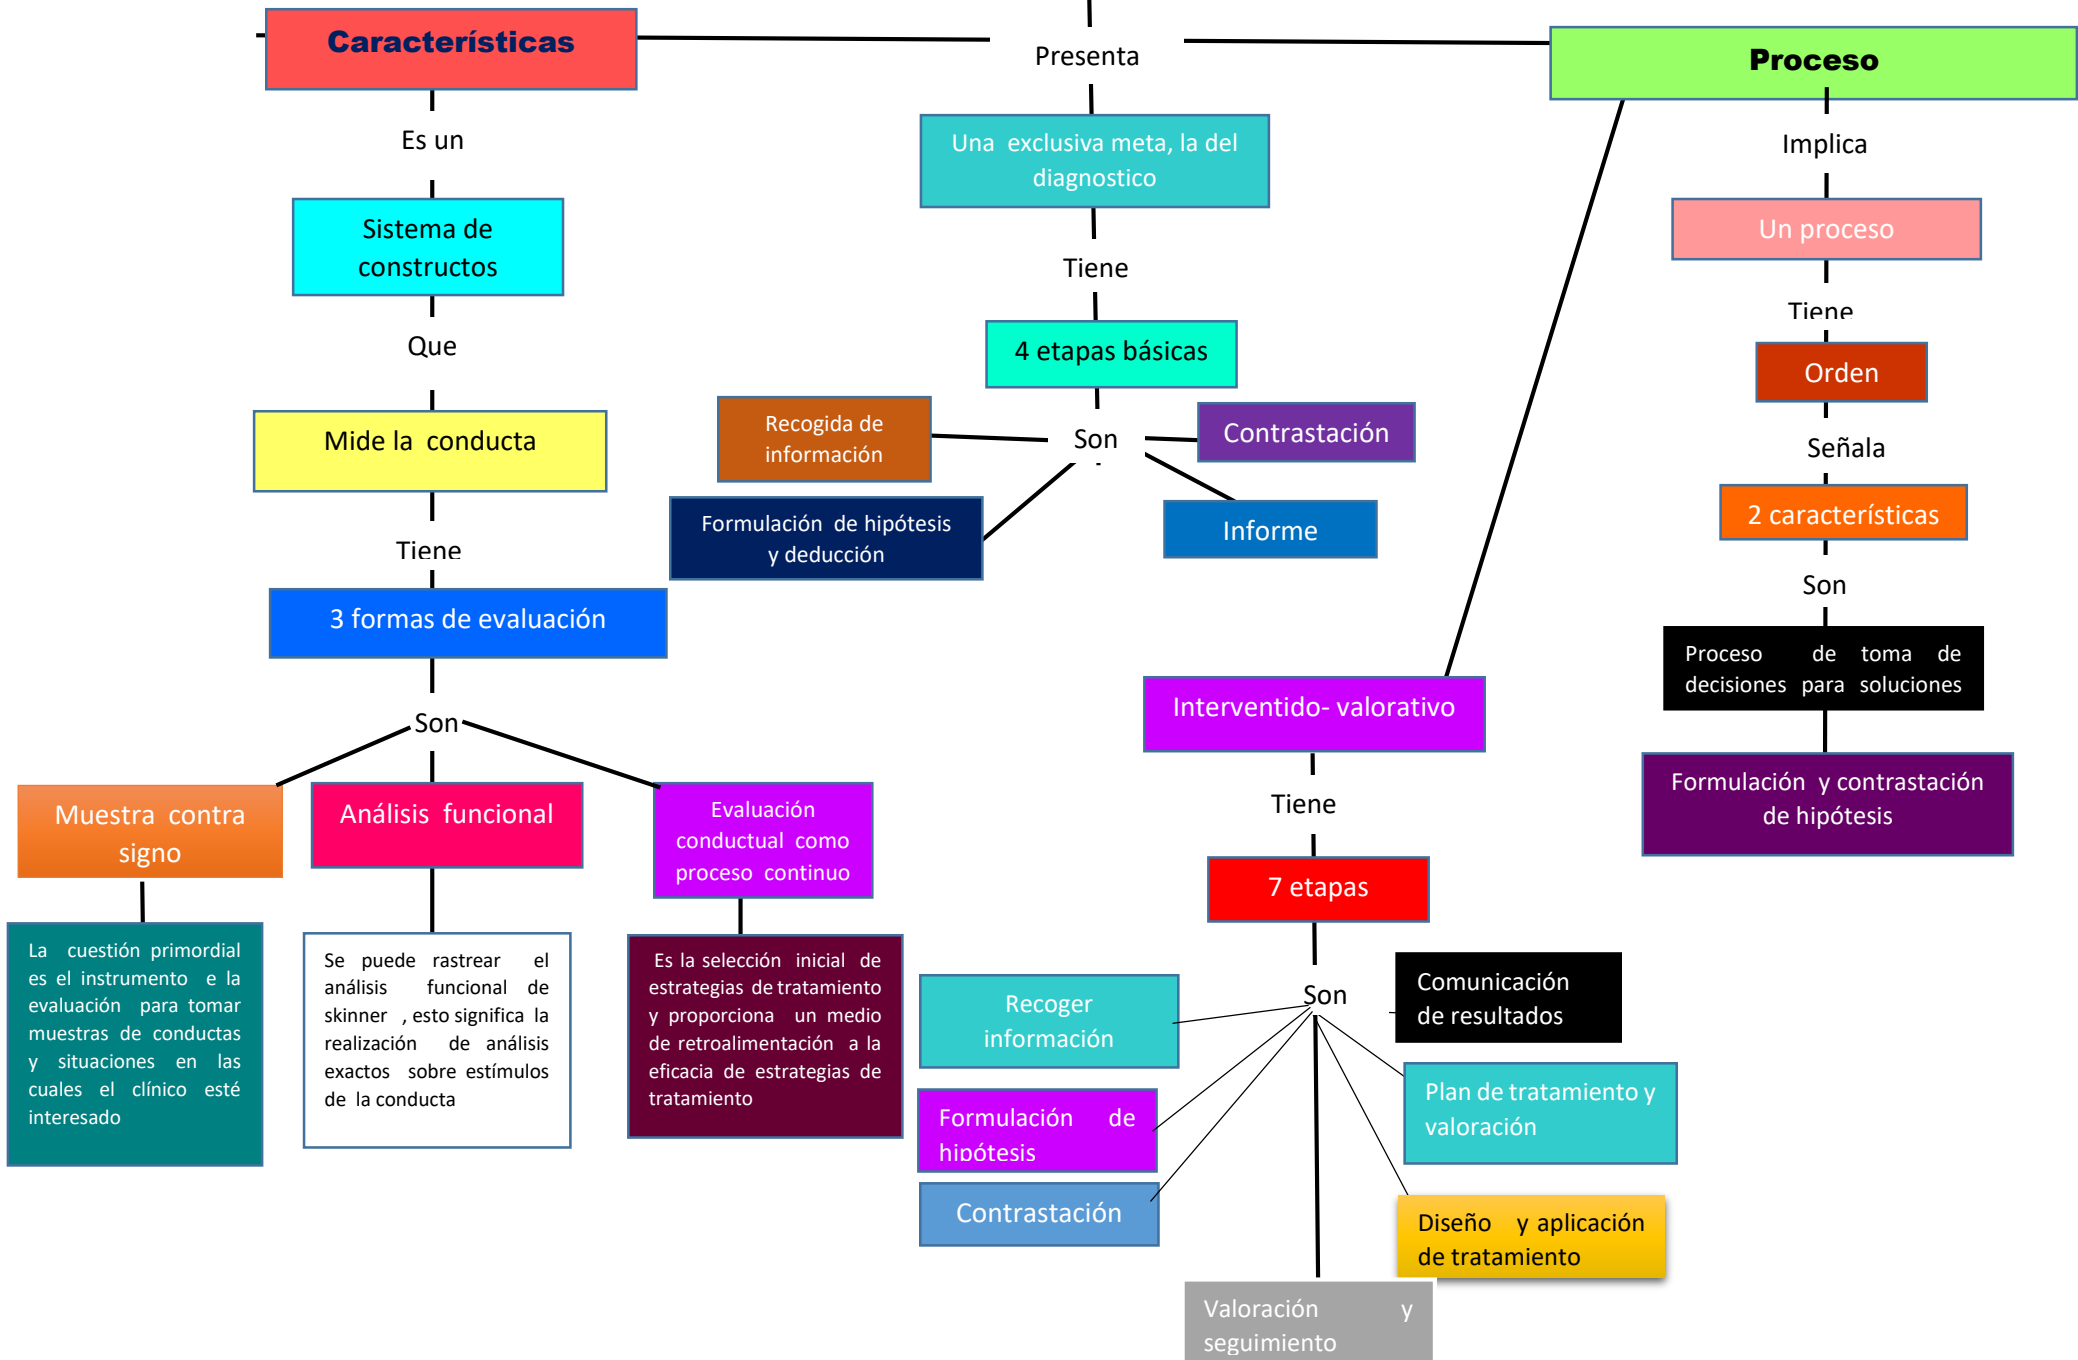 Características
Es un
Sistema de
constructos
Que
Mide la conducta
Tiene
3 formas de evaluación
Son
Muestra contra
signo
La cuestión primordial
es el instrumento e la
evaluación para tomar
muestras de conductas
y situaciones en las
cuales el clínico esté
interesado
Análisis funcional
Se puede rastrear el
análisis funcional de
skinner , esto significa la
realización de análisis
exactos sobre estímulos
de la conducta
Evaluación
conductual como
proceso continuo
Es la selección inicial de
estrategias de tratamiento
y proporciona un medio
de retroalimentación a la
eficacia de estrategias de
tratamiento
Presenta
Una exclusiva meta, la del
diagnostico
Tiene
4 etapas básicas
Son
Recogida de
información
Formulación de hipótesis
y deducción
Contrastación
Informe
Proceso
Implica
Un proceso
Tiene
Orden
Señala
2 características
Son
Proceso de toma de
decisiones para soluciones
Formulación y contrastación
de hipótesis
Interventido- valorativo
Tiene
7 etapas
Son
Recoger
información
Formulación de
hipótesis
Contrastación
Comunicación
de resultados
Plan de tratamiento y
valoración
Diseño y aplicación
de tratamiento
Valoración y
seguimiento